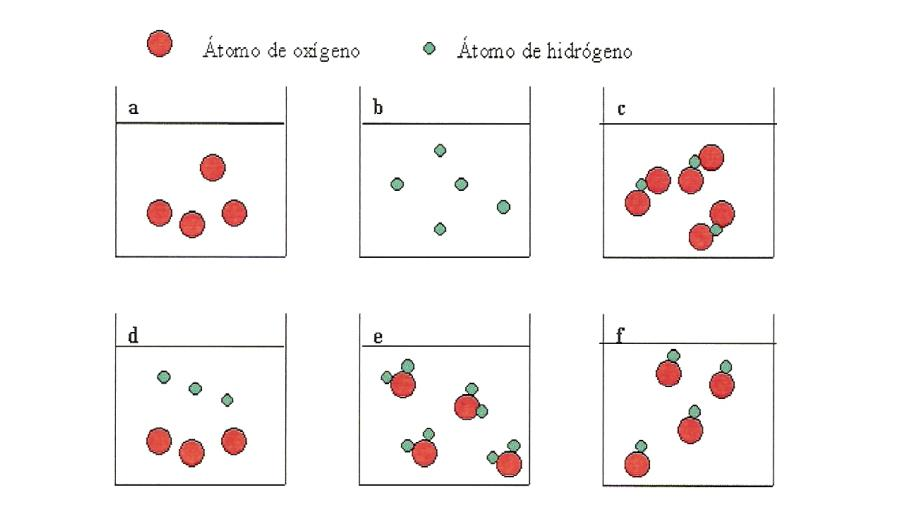 Átomo de oxígeno Átomo de hidrógeno
a b c
d e f